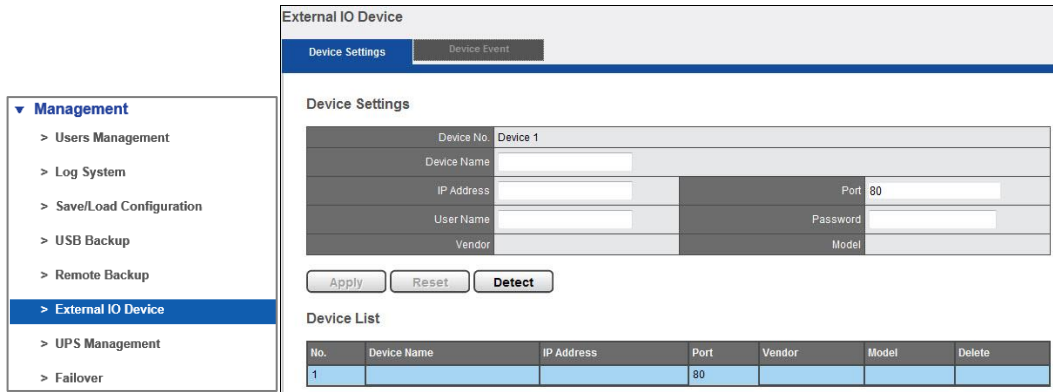 External IO Device
Device Settings Device Event
Management
> Users Management
> Log System
> Save/Load Configuration
> USB Backup
> Remote Backup
> External IO Device
> UPS Management
> Failover
Device Settings
Device No. Device 1
Device Name
IP Address Port 80
User Name Password
Vendor Model
Apply Reset Detect
Device List
No. Device Name IP Address Port Vendor Model Delete
1 80